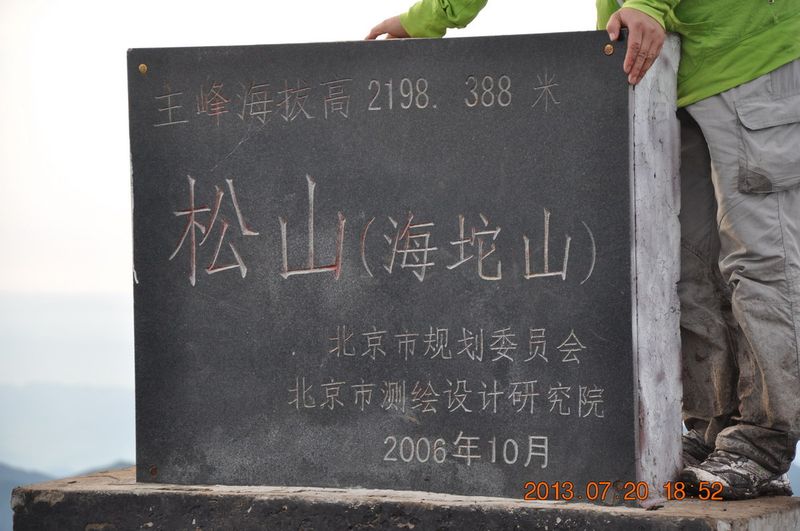 主峰海拔高 2198. 388 米
松山(海坨山)
北京市规划委员会
北京市测绘设计研究院
2006年10月
2013.07.20 18:52